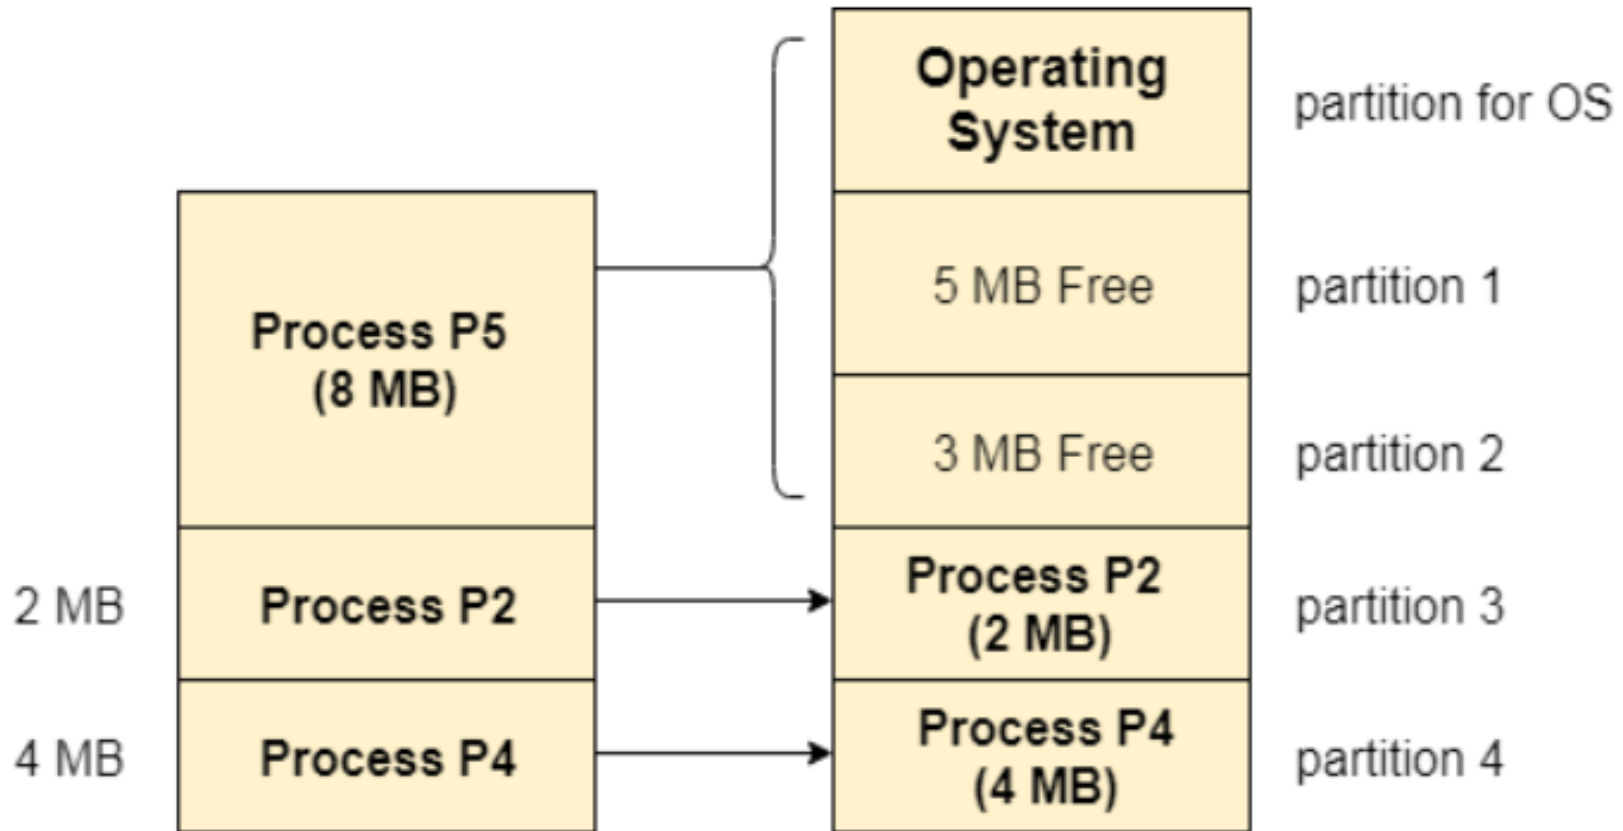 Operating
System
partition for OS
5 MB Free
partition 1
Process P5
(8 MB)
3 MB Free
partition 2
2 MB
Process P2
Process P2
(2 MB)
partition 3
4 MB
Process P4
Process P4
(4 MB)
partition 4